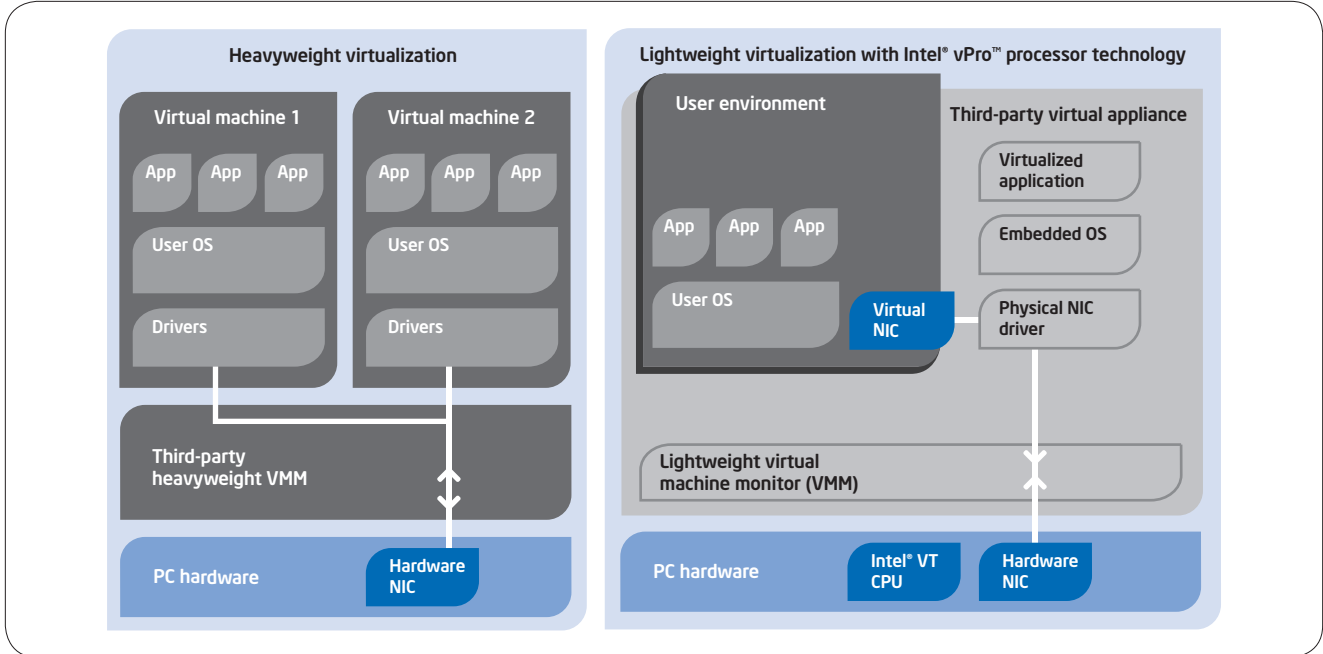 Heavyweight virtualization
Virtual machine 1
App
App
App
User OS
Drivers
Virtual machine 2
App
App
App
User OS
Drivers
Third-party
heavyweight VMM
PC hardware
Hardware
NIC
Lightweight virtualization with Intel® vPro™ processor technology
User environment
App
App
App
User OS
Virtual
NIC
Third-party virtual appliance
Virtualized
application
Embedded OS
Physical NIC
driver
Lightweight virtual
machine monitor (VMM)
PC hardware
Intel® VT
CPU
Hardware
NIC